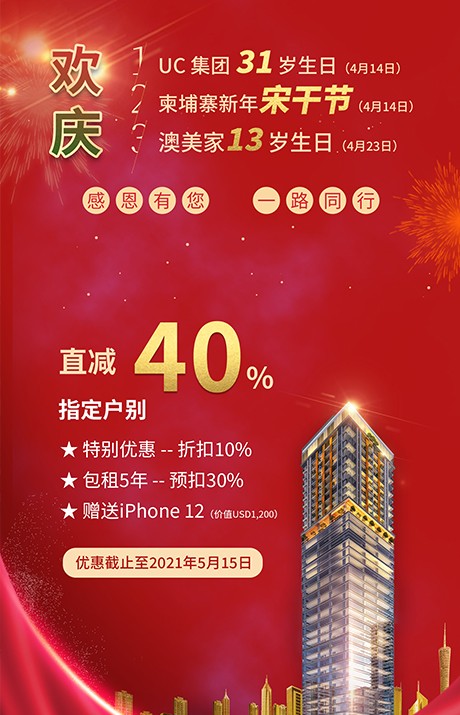 欢庆
1 UC 集团 31 岁生日（4月14日）
2 柬埔寨新年宋干节（4月14日）
3 澳美家13岁生日（4月23日）
感恩有您 一路同行
直减 40%
指定户别
★ 特别优惠 -- 折扣10%
★ 包租5年 -- 预扣30%
★ 赠送iPhone 12（价值USD1,200）
优惠截止至2021年5月15日